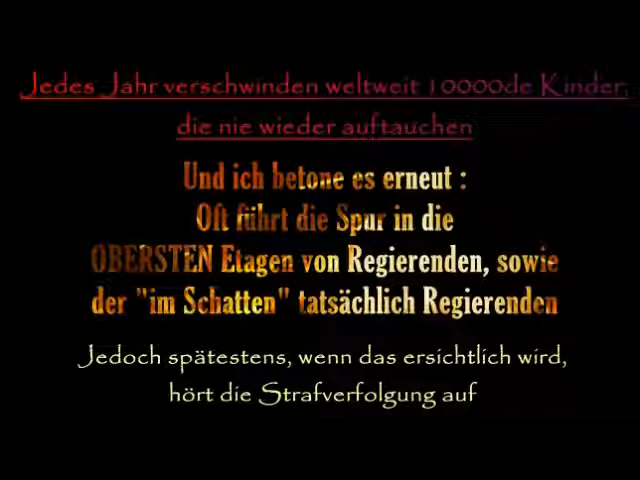 Jedes Jahr verschwinden weltweit 10000de Kinder,
die nie wieder auftauchen
Und ich betone es erneut :
Oft führt die Spur in die
OBERSTEN Etagen von Regierenden, sowie
der "im Schatten" tatsächlich Regierenden
Jedoch spätestens, wenn das ersichtlich wird,
hört die Strafverfolgung auf